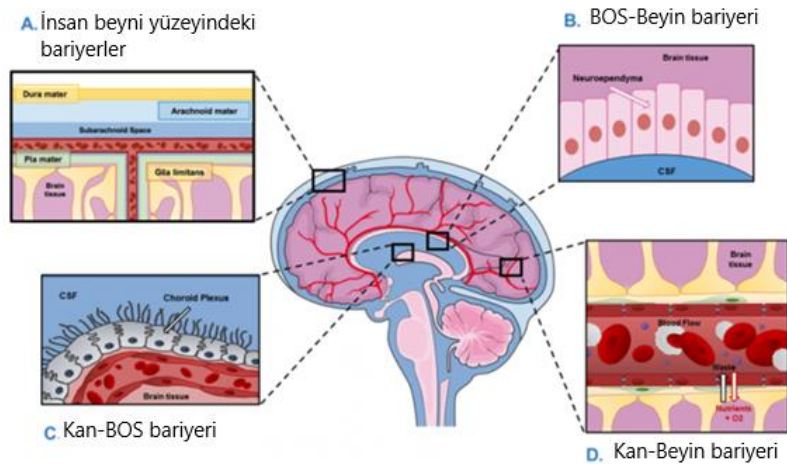 A. İnsan beyni yüzeyindeki
bariyerler
Dura mater
Arachnoid mater
Subarachnoid Space
Pia mater
Glia limitans
Brain
tissue
B. BOS-Beyin bariyeri
Brain tissue
Neuroependyma
CSF
CSF
Choroid Plexus
Brain tissue
C. Kan-BOS bariyeri
Brain
tissue
Blood Flow
Waste
Nutrients
+ O2
D. Kan-Beyin bariyeri